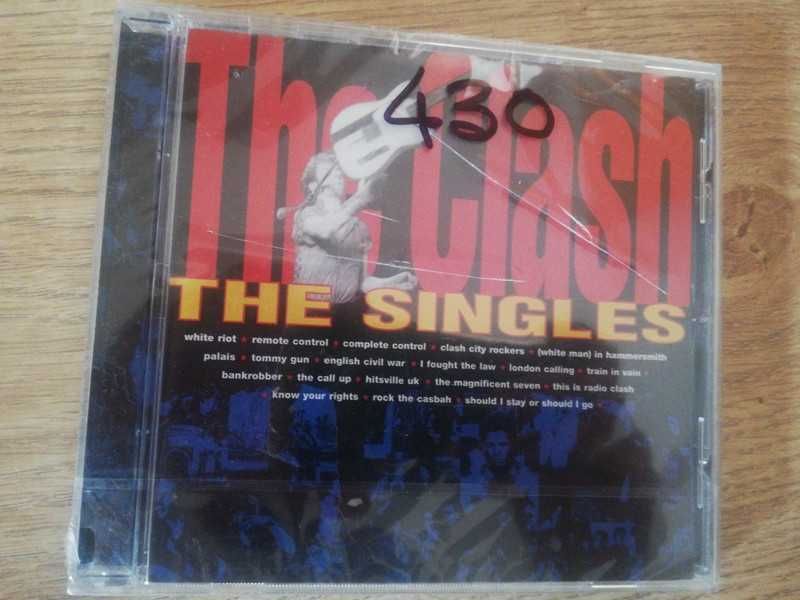 The Clash
430
THE SINGLES
white riot ★ remote control ★ complete control ★ clash city rockers ★ (white man) in hammersmith
palais ★ tommy gun ★ english civil war ★ I fought the law ★ london calling ★ train in vain ★
bankrobber ★ the call up ★ hitsville uk ★ the magnificent seven ★ this is radio clash
★ know your rights ★ rock the casbah ★ should I stay or should I go ★